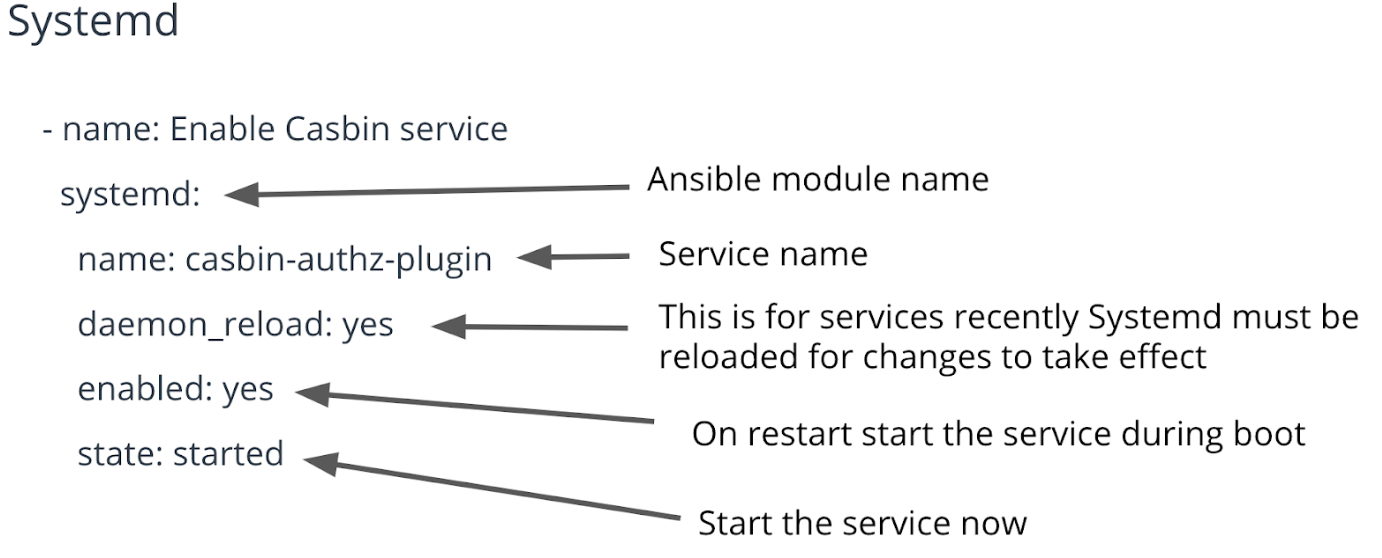 Systemd
- name: Enable Casbin service
systemd:
Ansible module name
name: casbin-authz-plugin
Service name
daemon_reload: yes
This is for services recently Systemd must be
reloaded for changes to take effect
enabled: yes
On restart start the service during boot
state: started
Start the service now